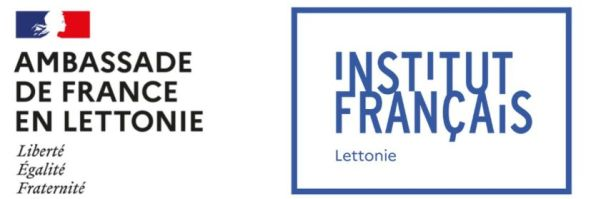 AMBASSADE
DE FRANCE
EN LETTONIE
Liberté
Égalité
Fraternité
INSTITUT
FRANÇAIS
Lettonie